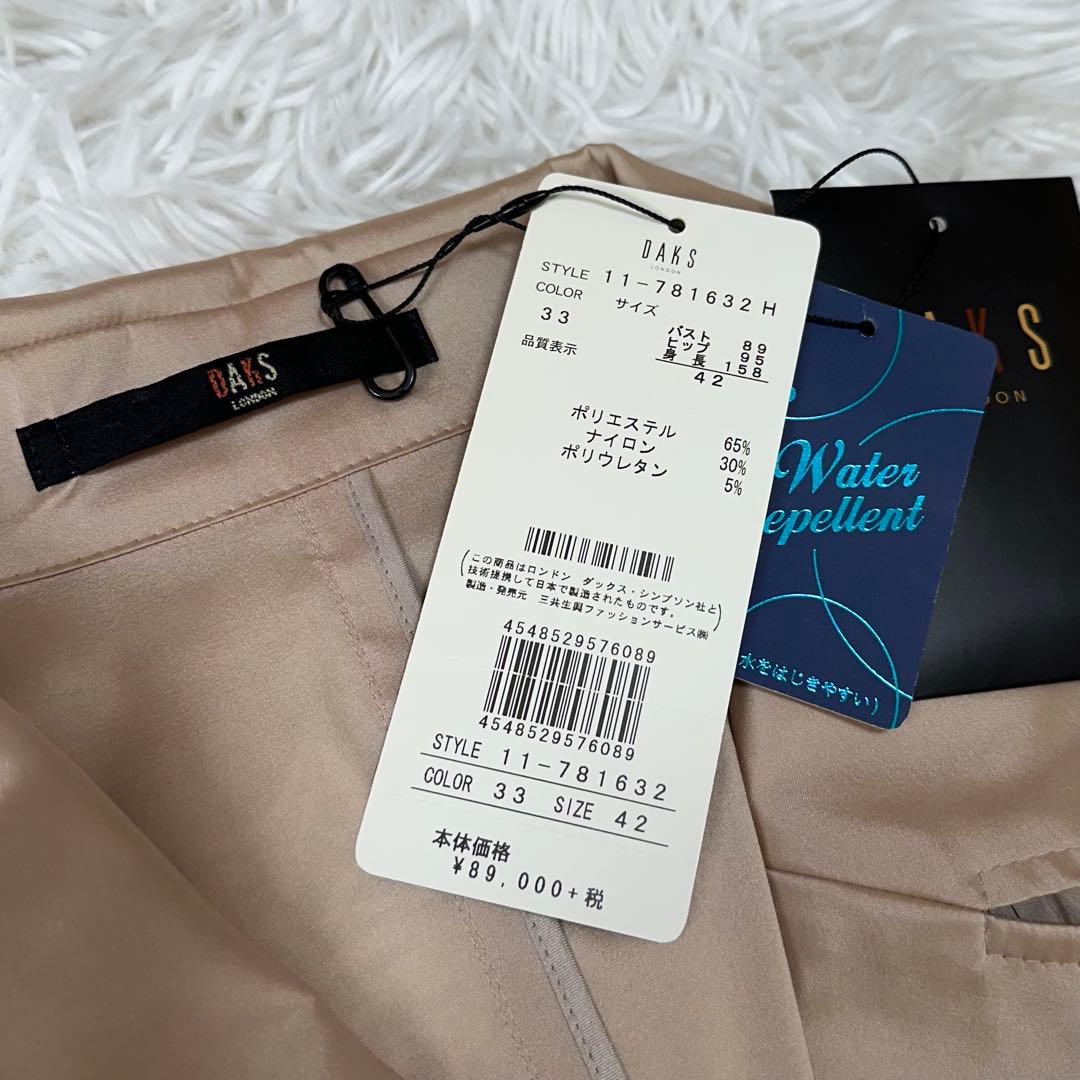 DAKS
LONDON
DAKS
LONDON
STYLE 11-781632 H
COLOR サイズ
33
バスト 89
ヒップ 95
身長 158
42
品質表示
ポリエステル 65%
ナイロン 30%
ポリウレタン 5%
(この商品はロンドン ダックス・シンプソン社と
技術提携して日本で製造されたものです。
製造・発売元 三共生興ファッションサービス㈱)
4548529576089
4548529576089
STYLE 11-781632
COLOR 33 SIZE 42
本体価格
¥89,000+税
Water
epellent
水をはじきやすい)
AKS
DON